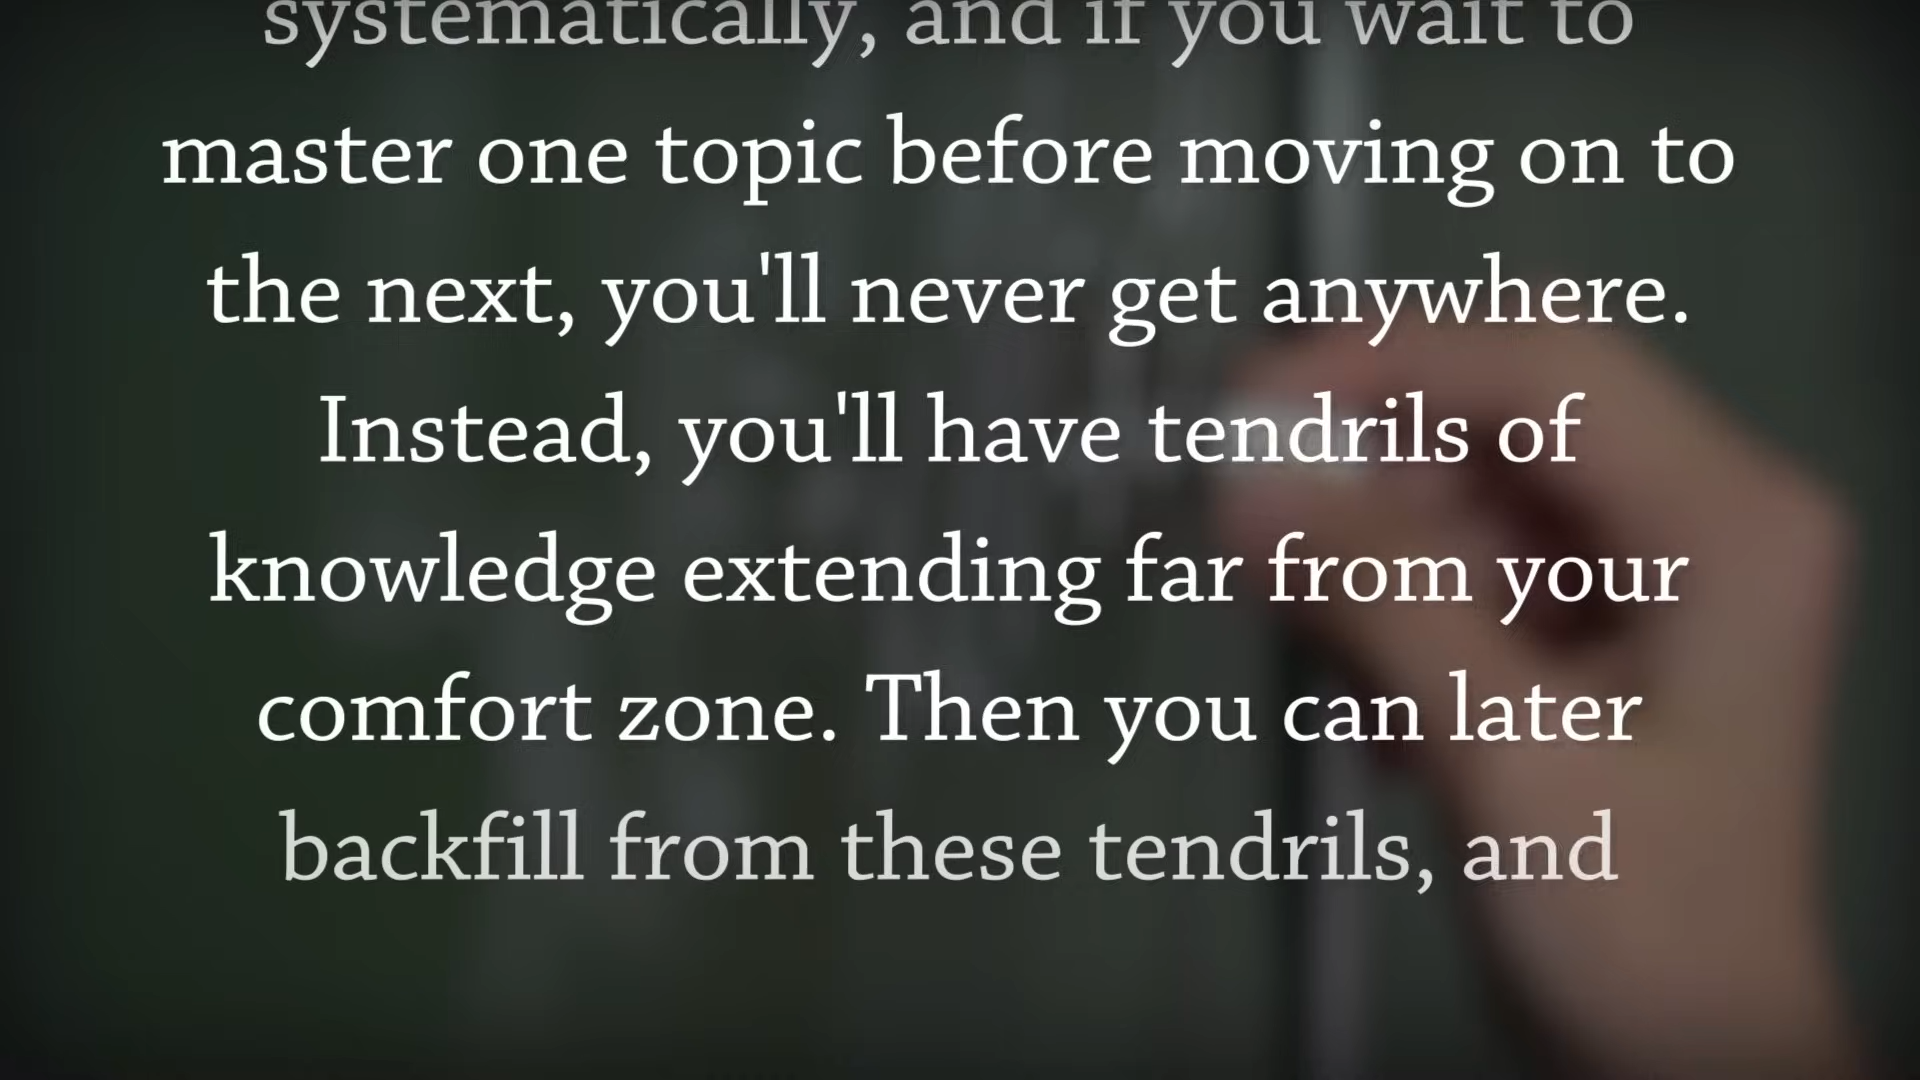 systematically, and if you wait to
master one topic before moving on to
the next, you'll never get anywhere.
Instead, you'll have tendrils of
knowledge extending far from your
comfort zone. Then you can later
backfill from these tendrils, and